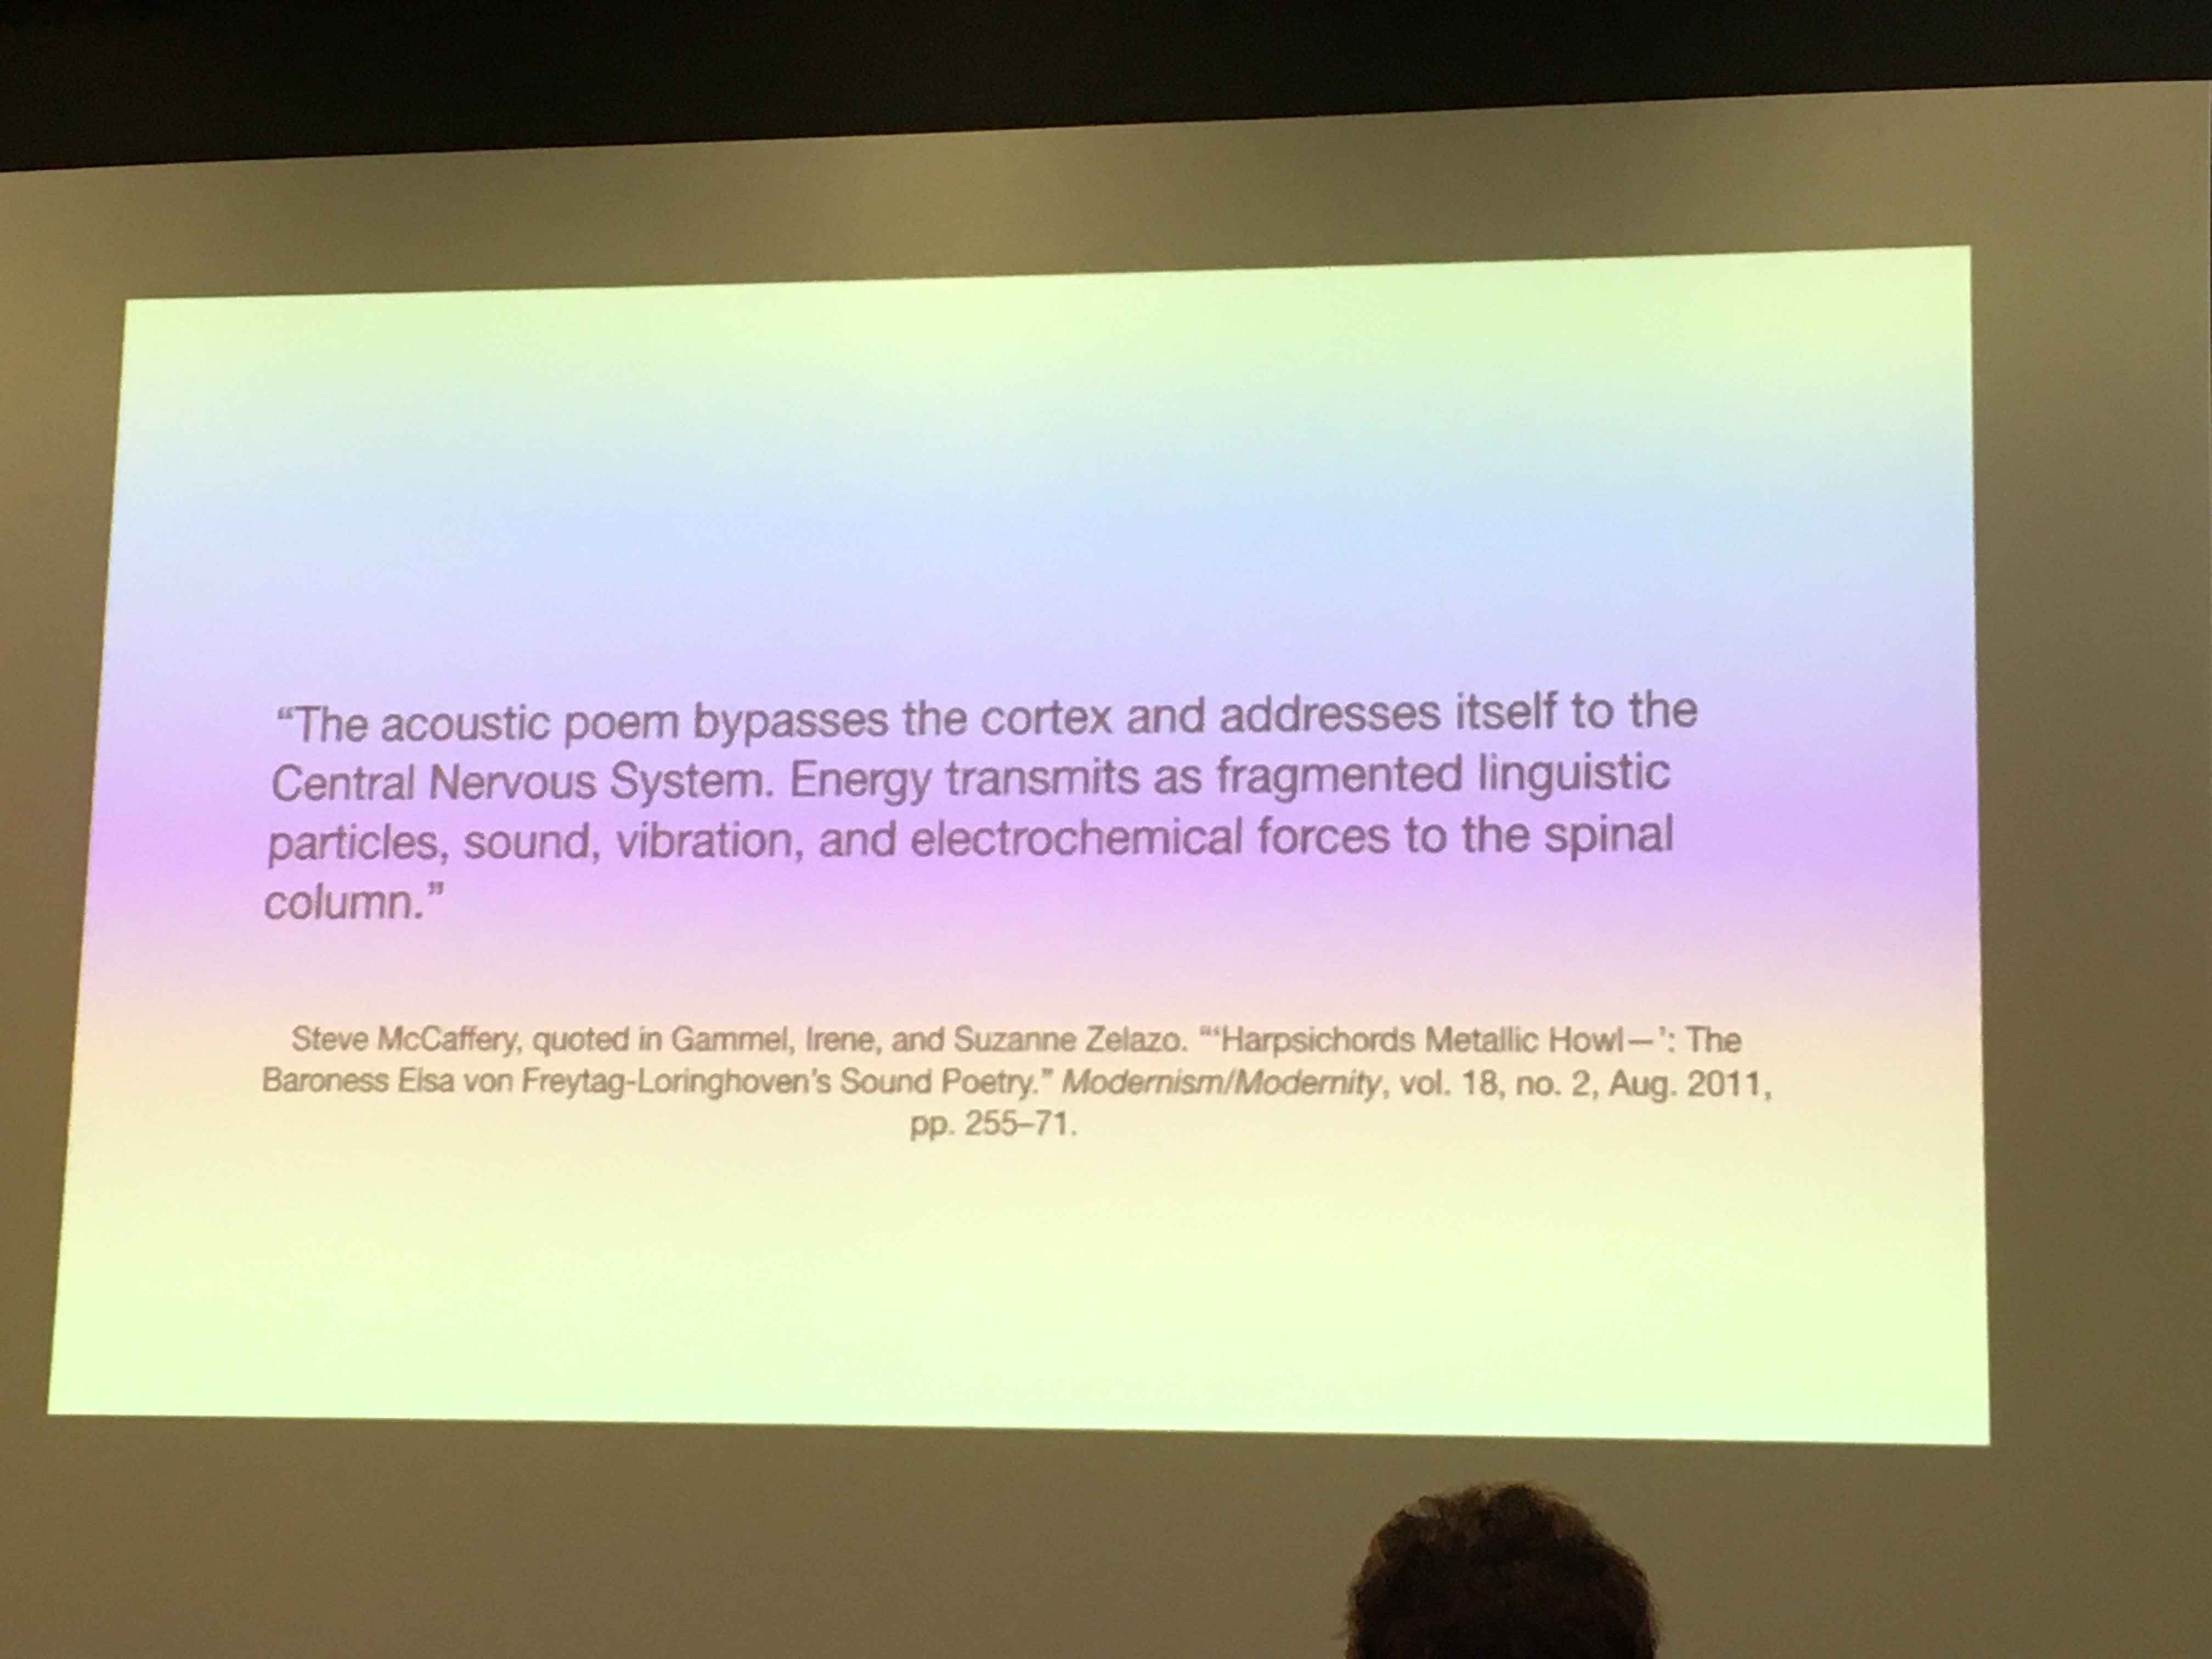 “The acoustic poem bypasses the cortex and addresses itself to the
Central Nervous System. Energy transmits as fragmented linguistic
particles, sound, vibration, and electrochemical forces to the spinal
column.”
Steve McCaffery, quoted in Gammel, Irene, and Suzanne Zelazo. “‘Harpsichords Metallic Howl—’: The
Baroness Elsa von Freytag-Loringhoven’s Sound Poetry.” Modernism/Modernity, vol. 18, no. 2, Aug. 2011,
pp. 255–71.